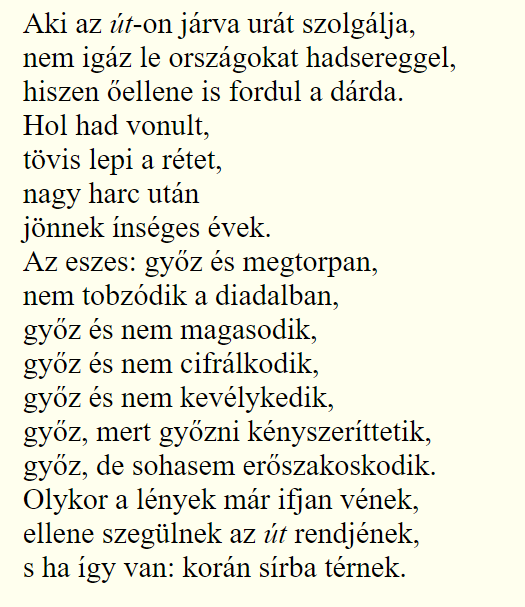 Aki az út-on járva urát szolgálja,
nem igáz le országokat hadsereggel,
hiszen őellene is fordul a dárda.
Hol had vonult,
tövis lepi a rétet,
nagy harc után
jönnek ínséges évek.
Az eszes: győz és megtorpan,
nem tobzódik a diadalban,
győz és nem magasodik,
győz és nem cifrálkodik,
győz és nem kevélykedik,
győz, mert győzni kényszeríttetik,
győz, de sohasem erőszakoskodik.
Olykor a lények már ifjan vének,
ellene szegülnek az út rendjének,
s ha így van: korán sírba térnek.